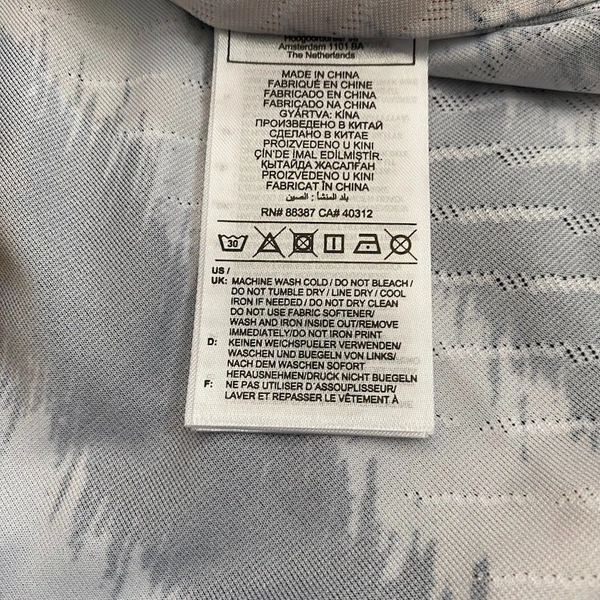 Amsterdam 1101 BA
The Netherlands
MADE IN CHINA
FABRIQUÉ EN CHINE
FABRICADO EN CHINA
FABRICADO NA CHINA
GYÁRTVA: KÍNA
ПРОИЗВЕДЕНО В КИТАЙ
СДЕЛАНО В КИТАЕ
PROIZVEDENO U KINI
ÇİN'DE İMAL EDİLMİŞTİR.
ҚЫТАЙДА ЖАСАЛҒАН
PROIZVEDENO U KINI
FABRICAT ÎN CHINA
بلد المنشأ : الصين
RN# 88387 CA# 40312
30
US /
UK: MACHINE WASH COLD / DO NOT BLEACH /
DO NOT TUMBLE DRY / LINE DRY / COOL
IRON IF NEEDED / DO NOT DRY CLEAN
DO NOT USE FABRIC SOFTENER/
WASH AND IRON INSIDE OUT/REMOVE
IMMEDIATELY/DO NOT IRON PRINT
D: KEINEN WEICHSPUELER VERWENDEN/
WASCHEN UND BUEGELN VON LINKS/
NACH DEM WASCHEN SOFORT
HERAUSNEHMEN/DRUCK NICHT BUEGELN
F: NE PAS UTILISER D'ASSOUPLISSEUR/
LAVER ET REPASSER LE VÊTEMENT À